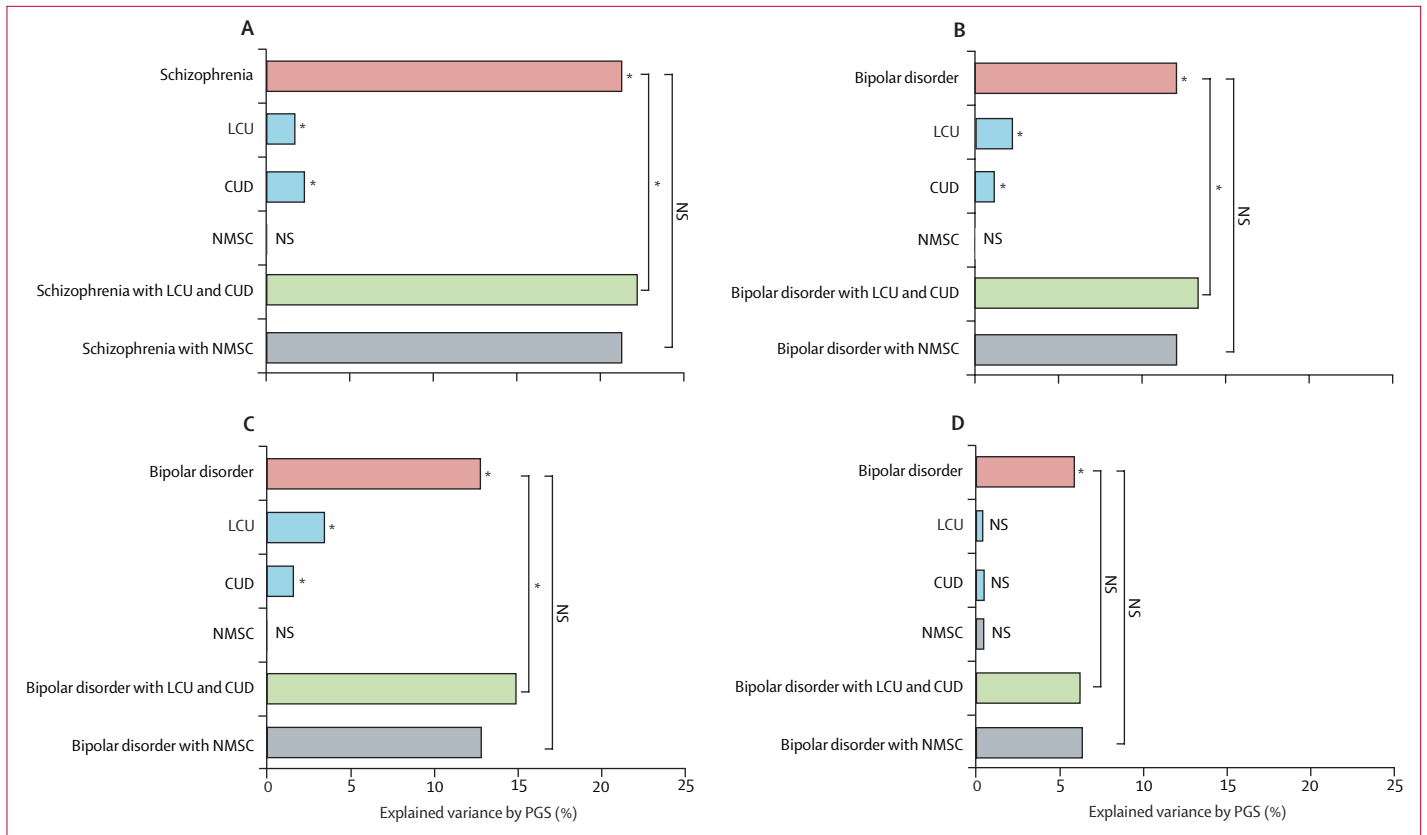 A
Schizophrenia
*
LCU
*
CUD
*
NMSC
NS
Schizophrenia with LCU and CUD
Schizophrenia with NMSC
*
NS
B
Bipolar disorder
*
LCU
*
CUD
*
NMSC
NS
Bipolar disorder with LCU and CUD
Bipolar disorder with NMSC
*
NS
C
Bipolar disorder
*
LCU
*
CUD
*
NMSC
NS
Bipolar disorder with LCU and CUD
Bipolar disorder with NMSC
*
NS
0 5 10 15 20 25
Explained variance by PGS (%)
D
Bipolar disorder
*
LCU
NS
CUD
NS
NMSC
NS
Bipolar disorder with LCU and CUD
Bipolar disorder with NMSC
NS
NS
0 5 10 15 20 25
Explained variance by PGS (%)